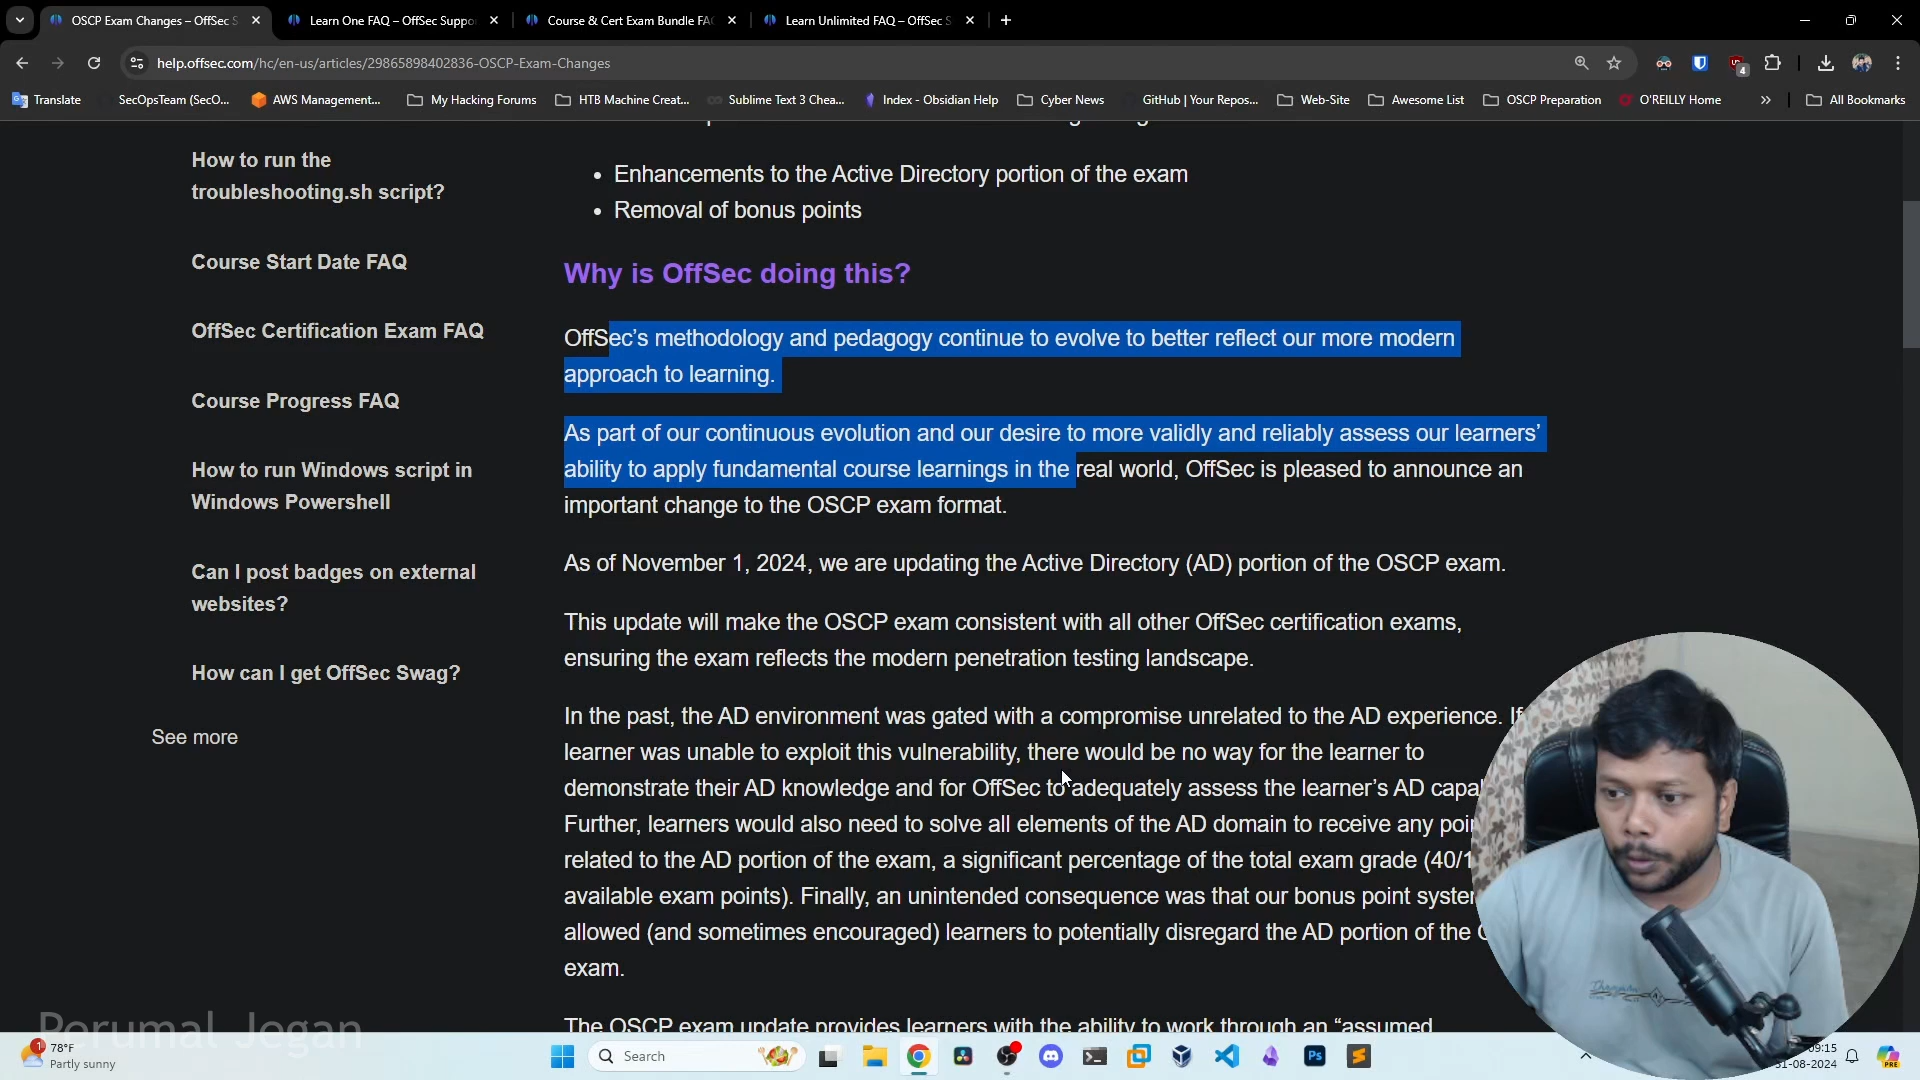 OSCP Exam Changes – OffSec S
Learn One FAQ – OffSec Suppo
Course & Cert Exam Bundle FA
Learn Unlimited FAQ – OffSec S
help.offsec.com/hc/en-us/articles/29865898402836-OSCP-Exam-Changes
4
Translate
SecOpsTeam (SecO...
AWS Management...
My Hacking Forums
HTB Machine Creat...
Sublime Text 3 Chea...
Index - Obsidian Help
Cyber News
GitHub | Your Repos...
Web-Site
Awesome List
OSCP Preparation
O'REILLY Home
All Bookmarks
How to run the
troubleshooting.sh script?
Course Start Date FAQ
OffSec Certification Exam FAQ
Course Progress FAQ
How to run Windows script in
Windows Powershell
Can I post badges on external
websites?
How can I get OffSec Swag?
See more
• Enhancements to the Active Directory portion of the exam
• Removal of bonus points
Why is OffSec doing this?
OffSec’s methodology and pedagogy continue to evolve to better reflect our more modern
approach to learning.
As part of our continuous evolution and our desire to more validly and reliably assess our learners’
ability to apply fundamental course learnings in the real world, OffSec is pleased to announce an
important change to the OSCP exam format.
As of November 1, 2024, we are updating the Active Directory (AD) portion of the OSCP exam.
This update will make the OSCP exam consistent with all other OffSec certification exams,
ensuring the exam reflects the modern penetration testing landscape.
In the past, the AD environment was gated with a compromise unrelated to the AD experience. If
learner was unable to exploit this vulnerability, there would be no way for the learner to
demonstrate their AD knowledge and for OffSec to adequately assess the learner’s AD capa
Further, learners would also need to solve all elements of the AD domain to receive any poi
related to the AD portion of the exam, a significant percentage of the total exam grade (40/1
available exam points). Finally, an unintended consequence was that our bonus point system
allowed (and sometimes encouraged) learners to potentially disregard the AD portion of the
exam.
The OSCP exam update provides learners with the ability to work through an “assumed
Perumal Jegan
1
78°F
Partly sunny
Search
Ps
PRE
09:15
31-08-2024